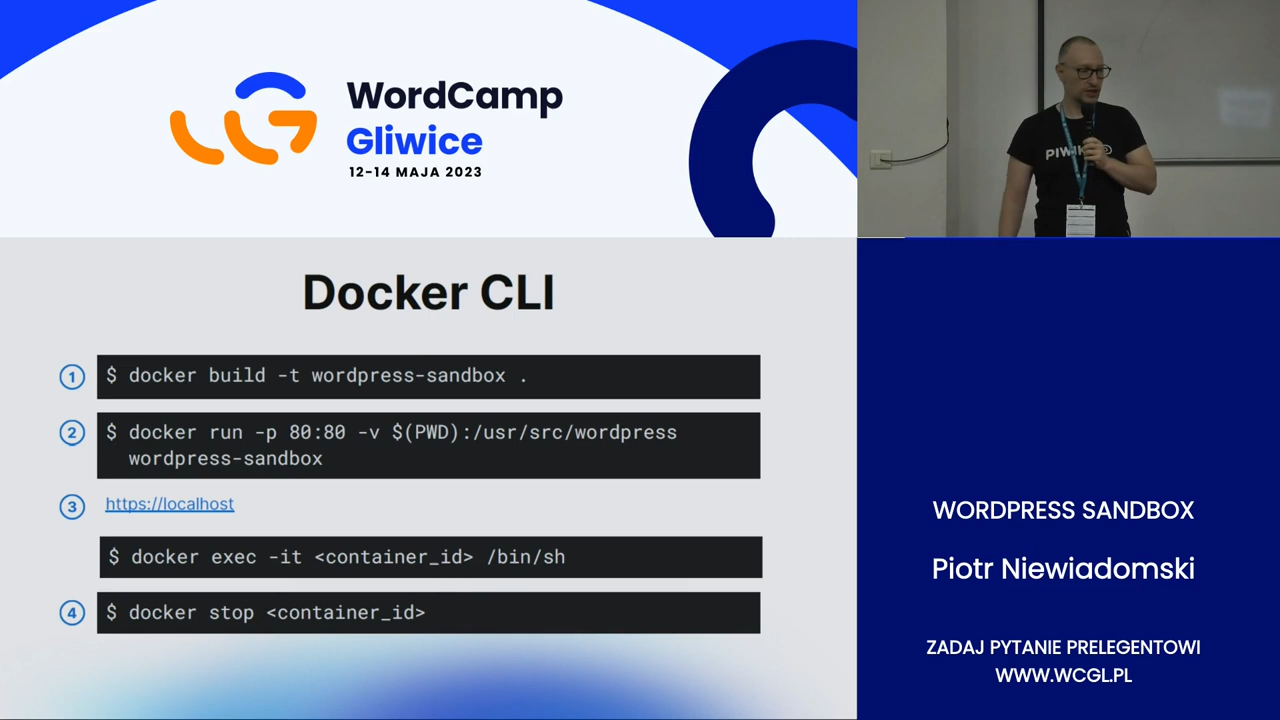 WordCamp
Gliwice
12-14 MAJA 2023
PIWIK
Docker CLI
1 $ docker build -t wordpress-sandbox .
2 $ docker run -p 80:80 -v $(PWD):/usr/src/wordpress
wordpress-sandbox
3 https://localhost
$ docker exec -it <container_id> /bin/sh
4 $ docker stop <container_id>
WORDPRESS SANDBOX
Piotr Niewiadomski
ZADAJ PYTANIE PRELEGENTOWI
WWW.WCGL.PL